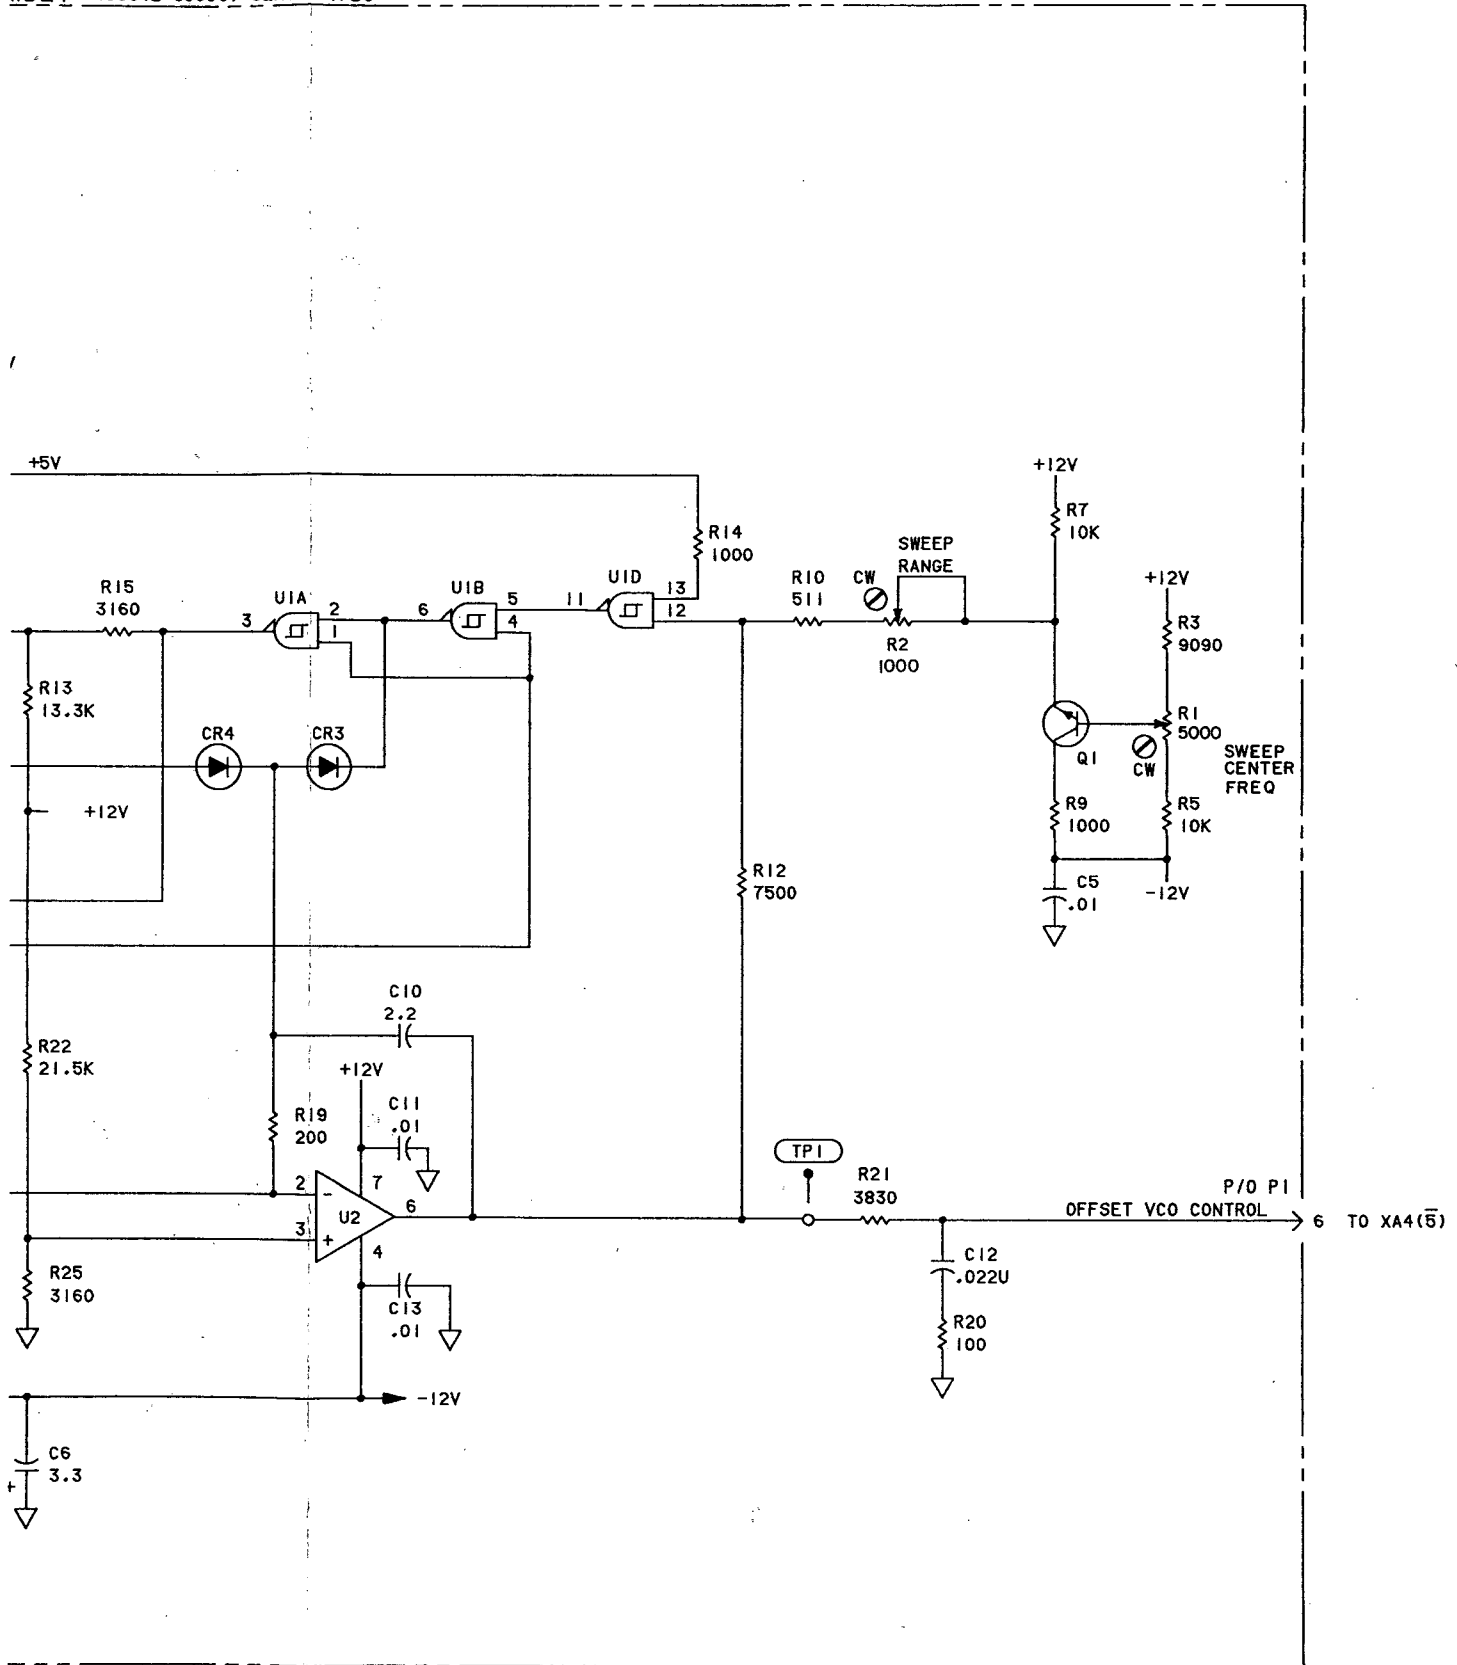 +5V
+12V
R7
10K
R14
1000
SWEEP
RANGE
+12V
R15
3160
U1A
U1B
U1D
R10
511
CW
3
2
1
6
5
4
11
13
12
R2
1000
R3
9090
R13
13.3K
CR4
CR3
R1
5000
Q1
CW
SWEEP
CENTER
FREQ
+12V
R9
1000
R5
10K
R12
7500
C5
.01
-12V
C10
2.2
R22
21.5K
+12V
C11
.01
R19
200
TP1
R21
3830
P/O P1
2
-
7
U2
6
OFFSET VCO CONTROL
6 TO XA4(5̅)
3
+
4
R25
3160
C13
.01
C12
.022U
R20
100
-12V
C6
3.3
+